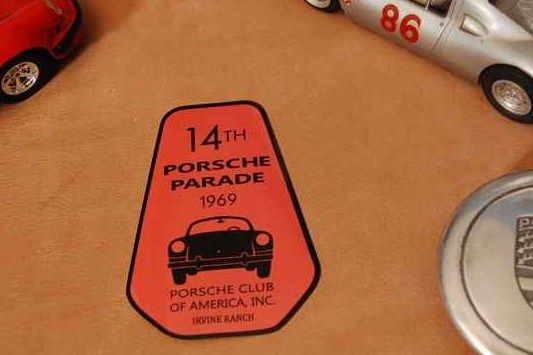 86
14TH
PORSCHE
PARADE
1969
PORSCHE CLUB
OF AMERICA, INC.
IRVINE RANCH